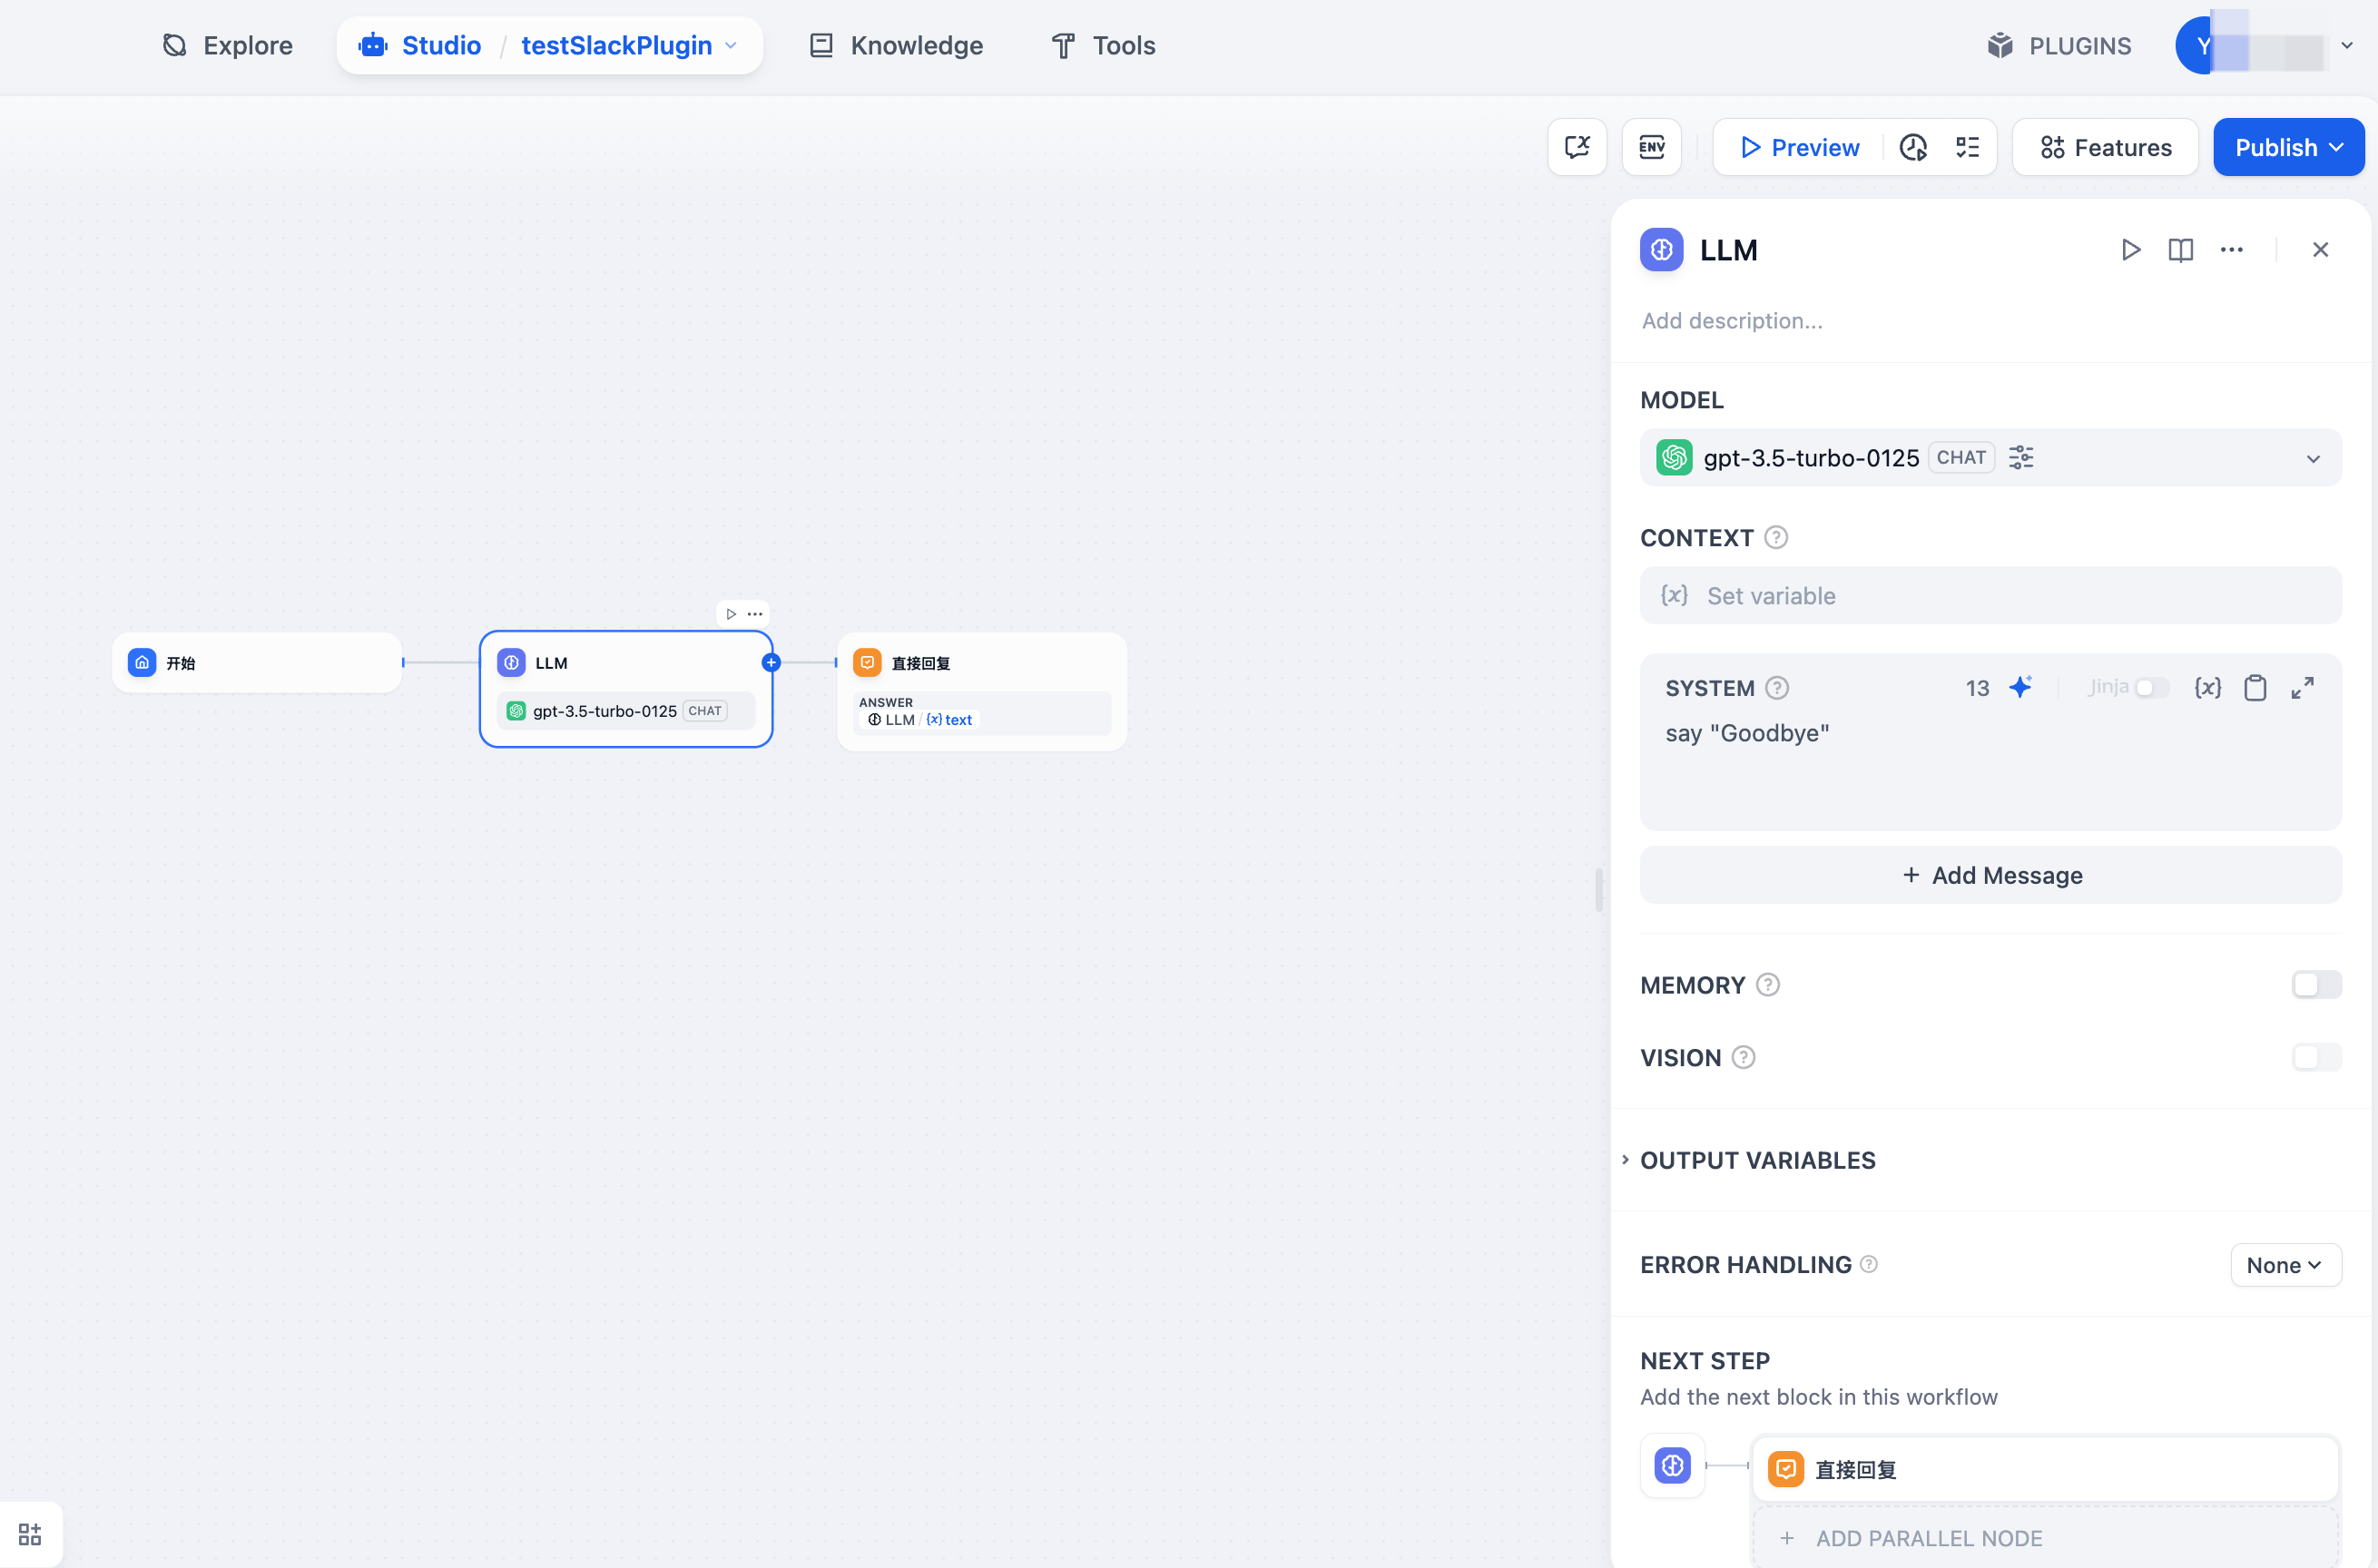 Explore
Studio / testSlackPlugin
Knowledge
Tools
PLUGINS
Y
ENV
Preview
Features
Publish
开始
LLM
gpt-3.5-turbo-0125 CHAT
直接回复
ANSWER
LLM / {x} text
LLM
Add description...
MODEL
gpt-3.5-turbo-0125 CHAT
CONTEXT
{x} Set variable
SYSTEM 13 Jinja {x}
say "Goodbye"
+ Add Message
MEMORY
VISION
OUTPUT VARIABLES
ERROR HANDLING
None
NEXT STEP
Add the next block in this workflow
直接回复
+ ADD PARALLEL NODE